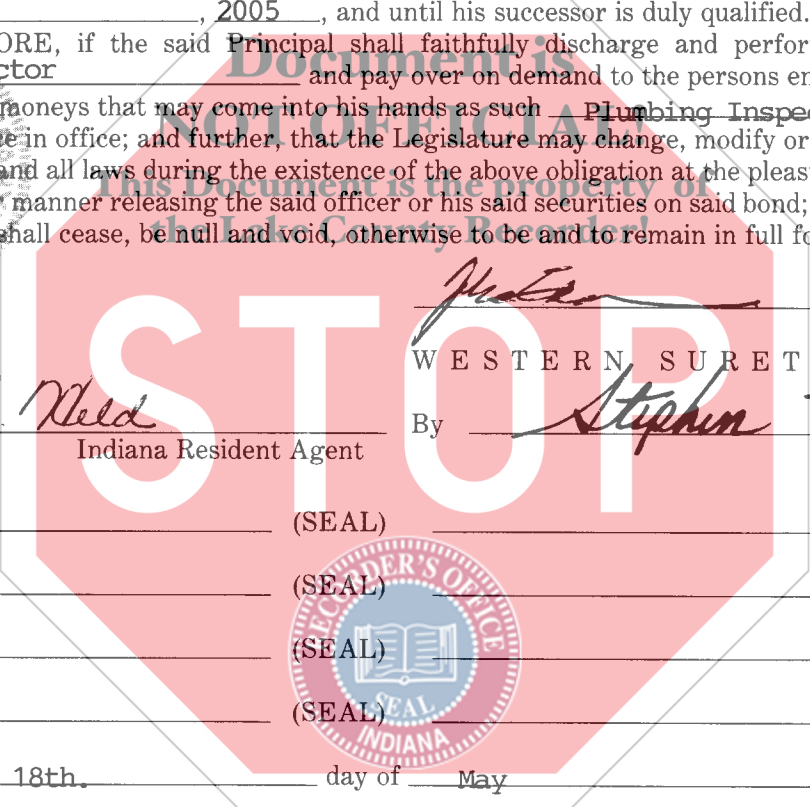 , 2005 , and until his successor is duly qualified.
ORE, if the said Principal shall faithfully discharge and perfor
Document is
ctor and pay over on demand to the persons en
moneys that may come into his hands as such Plumbing Inspec
NOT OFFICIAL!
e in office; and further, that the Legislature may change, modify or
and all laws during the existence of the above obligation at the pleas
This Document is the property of
manner releasing the said officer or his said securities on said bond;
the Lake County Recorder!
shall cease, be null and void, otherwise to be and to remain in full fo
STOP
WESTERN SURET
Held
By Stephen
Indiana Resident Agent
(SEAL)
(SEAL)
(SEAL)
(SEAL)
RECORDER'S OFFICE
SEAL
INDIANA
18th. day of May